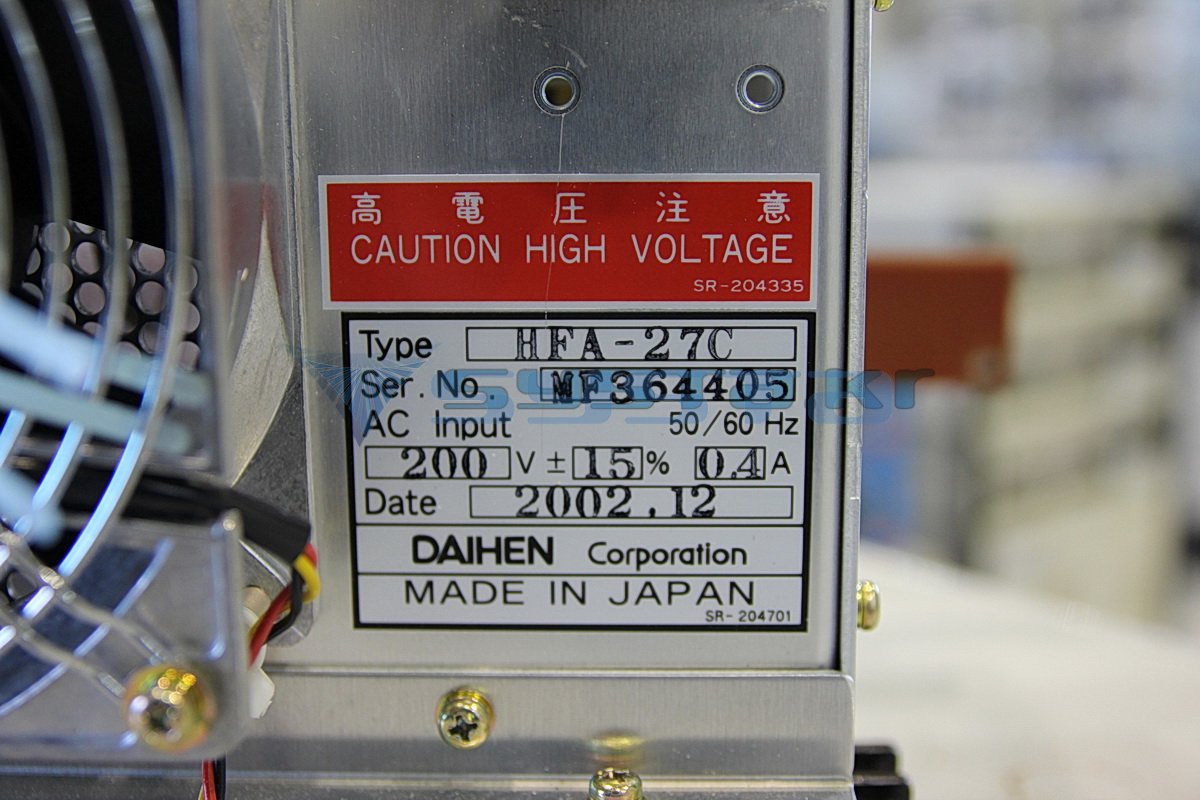 高電圧注意
CAUTION HIGH VOLTAGE
SR-204335
Type HFA-27C
Ser. No. MF364405
AC Input 50/60 Hz
200 V ± 15 % 0.4 A
Date 2002.12
DAIHEN Corporation
MADE IN JAPAN
SR-204701